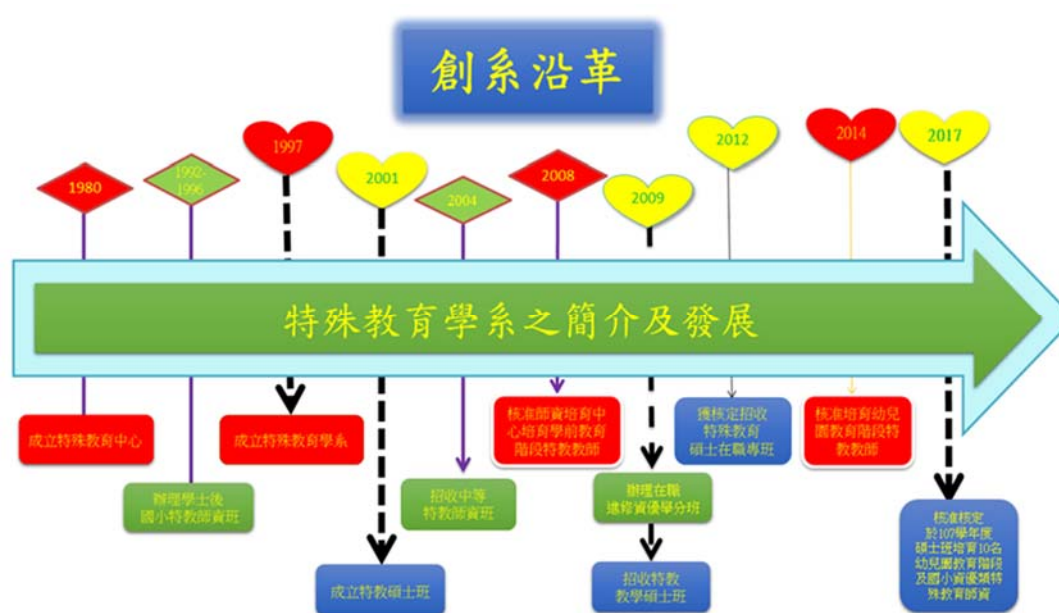 創系沿革
1980
1992-
1996
1997
2001
2004
2008
2009
2012
2014
2017
特殊教育學系之簡介及發展
成立特殊教育中心
辦理學士後
國小特教師資班
成立特殊教育學系
成立特教碩士班
招收中等
特教師資班
核准師資培育中
心培育學前教育
階段特教教師
辦理在職
進修資優學分班
招收特教
教學碩士班
獲核定招收
特殊教育
碩士在職專班
核准培育幼兒
園教育階段特
教教師
核准核定
於107學年度
碩士班培育10名
幼兒園教育階段
及國小資優類特
殊教育師資